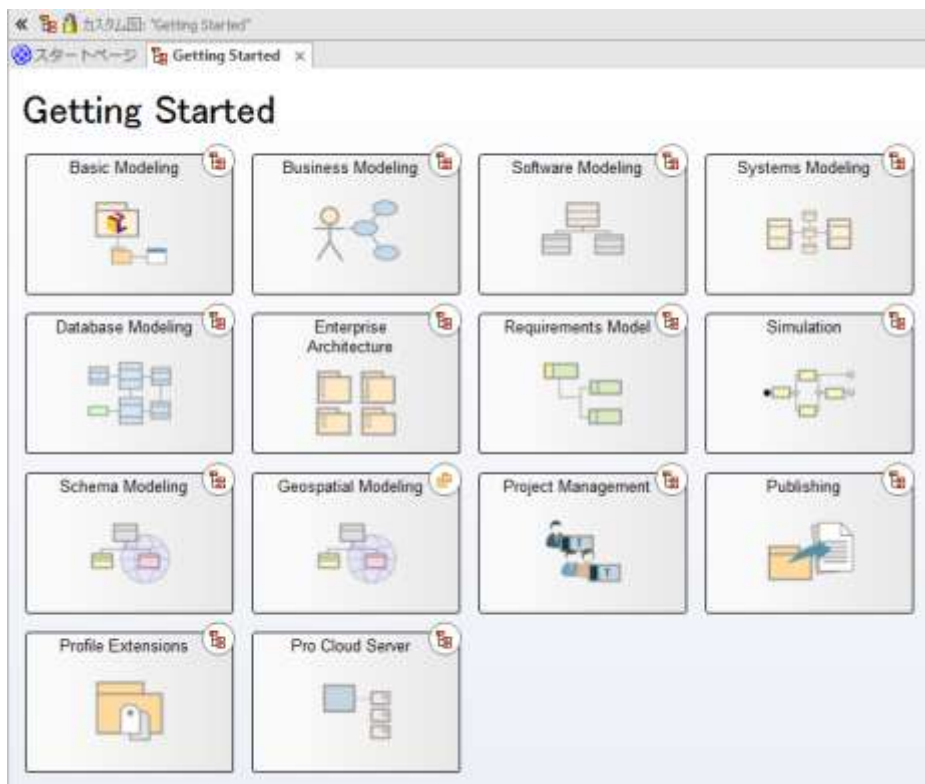 カスタム図: "Getting Started"
スタートページ Getting Started
Getting Started
Basic Modeling
Business Modeling
Software Modeling
Systems Modeling
Database Modeling
Enterprise
Architecture
Requirements Model
Simulation
Schema Modeling
Geospatial Modeling
Project Management
Publishing
Profile Extensions
Pro Cloud Server